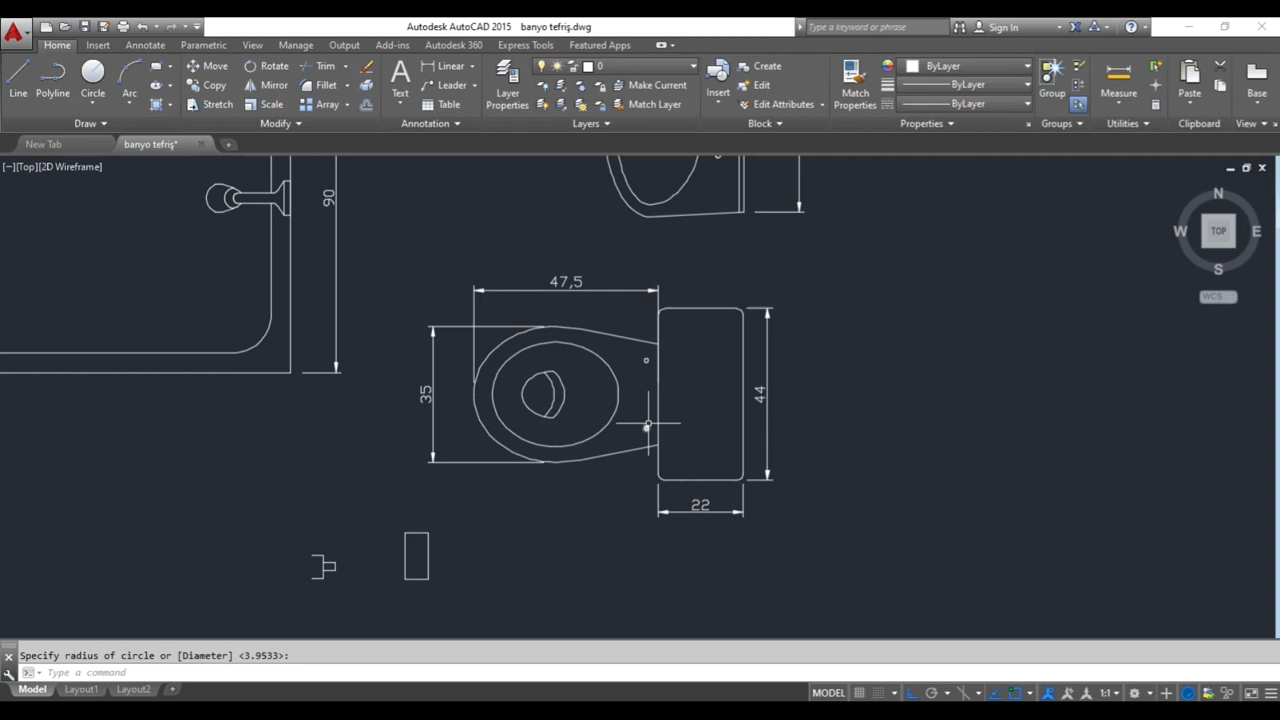 Autodesk AutoCAD 2015 banyo tefriş.dwg
Type a keyword or phrase
Sign In
Home Insert Annotate Parametric View Manage Output Add-ins Autodesk 360 Express Tools Featured Apps
Line Polyline Circle Arc
Move Rotate Trim
Copy Mirror Fillet
Stretch Scale Array
Text
Linear
Leader
Table
Layer Properties
0
Make Current
Match Layer
Insert
Create
Edit
Edit Attributes
Match Properties
ByLayer
ByLayer
ByLayer
Group
Measure
Paste
Base
Draw Modify Annotation Layers Block Properties Groups Utilities Clipboard View
New Tab banyo tefriş*
[−][Top][2D Wireframe]
N
W TOP E
S
WCS
90
47,5
35
44
22
Specify radius of circle or [Diameter] <3.9533>:
Type a command
Model Layout1 Layout2
MODEL 1:1